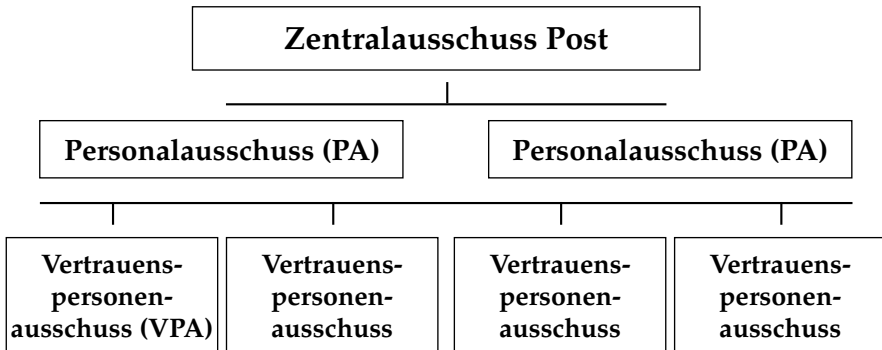 Zentralausschuss Post
Personalausschuss (PA)
Personalausschuss (PA)
Vertrauens-
personen-
ausschuss (VPA)
Vertrauens-
personen-
ausschuss
Vertrauens-
personen-
ausschuss
Vertrauens-
personen-
ausschuss